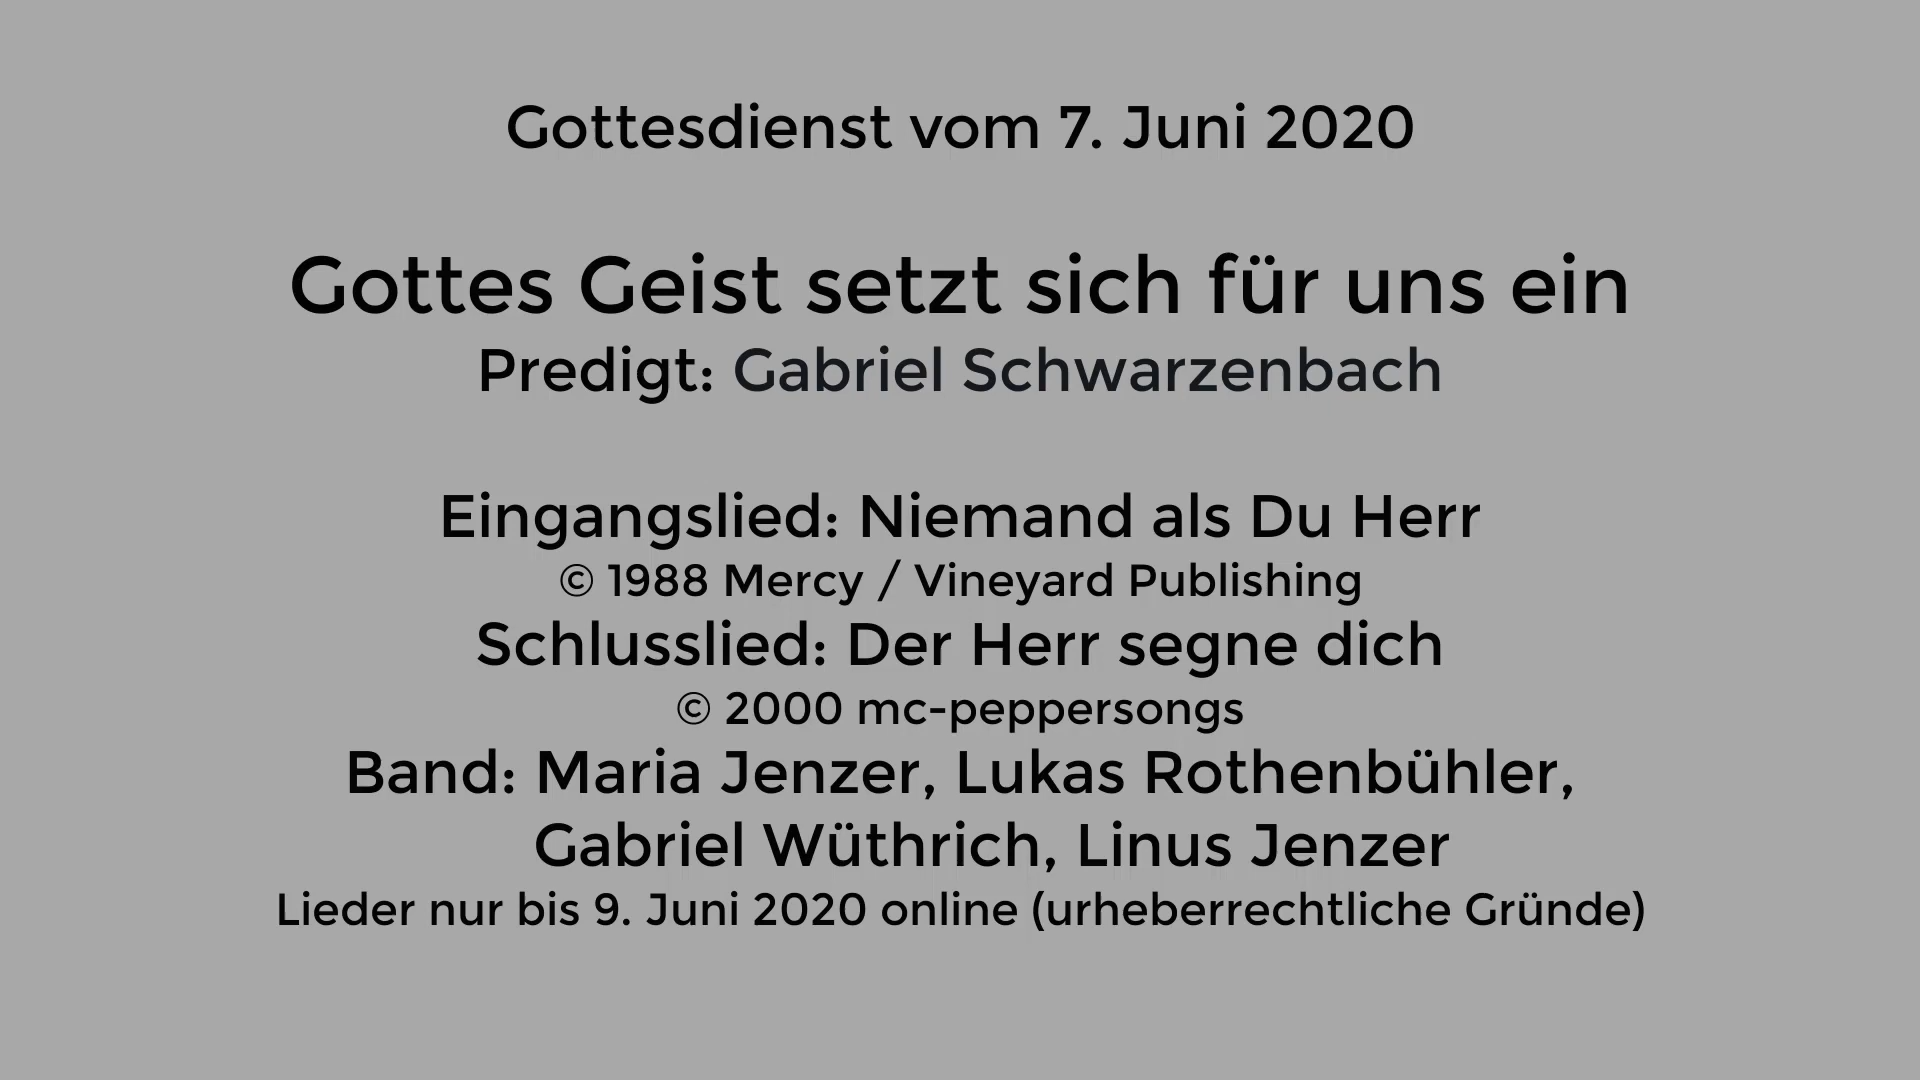 Gottesdienst vom 7. Juni 2020
Gottes Geist setzt sich für uns ein
Predigt: Gabriel Schwarzenbach
Eingangslied: Niemand als Du Herr
© 1988 Mercy / Vineyard Publishing
Schlusslied: Der Herr segne dich
© 2000 mc-peppersongs
Band: Maria Jenzer, Lukas Rothenbühler,
Gabriel Wüthrich, Linus Jenzer
Lieder nur bis 9. Juni 2020 online (urheberrechtliche Gründe)